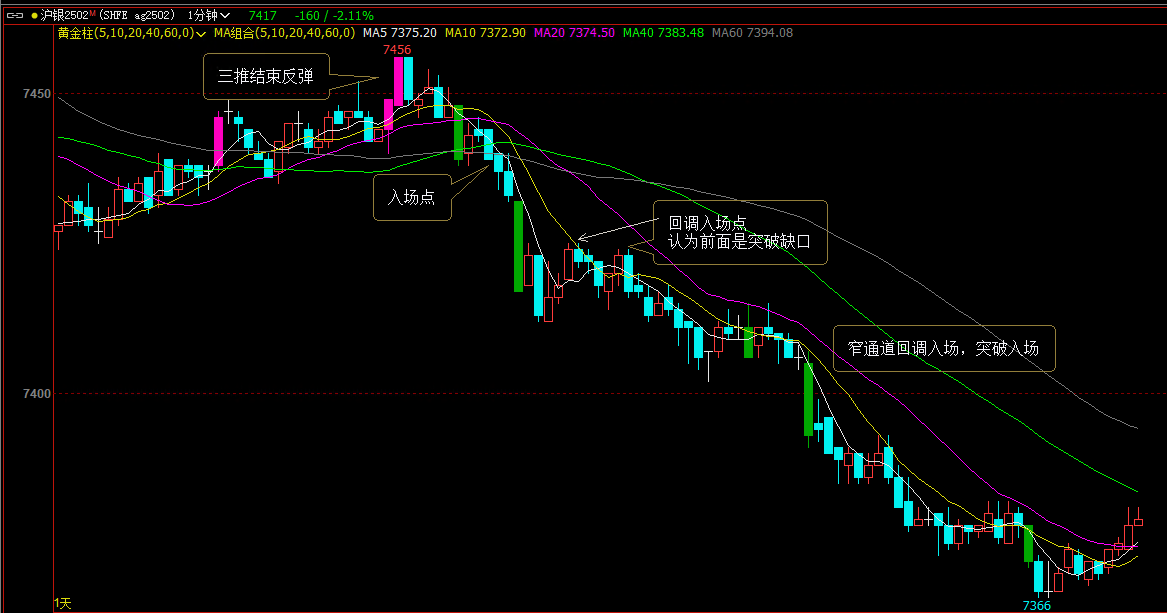 沪银2502ᴹ (SHFE ag2502) 1分钟 7417 -160 / -2.11%
黄金柱(5,10,20,40,60,0) MA组合(5,10,20,40,60,0) MA5 7375.20 MA10 7372.90 MA20 7374.50 MA40 7383.48 MA60 7394.08
7456
三推结束反弹
7450
入场点
回调入场点
认为前面是突破缺口
窄通道回调入场，突破入场
7400
1天
7366